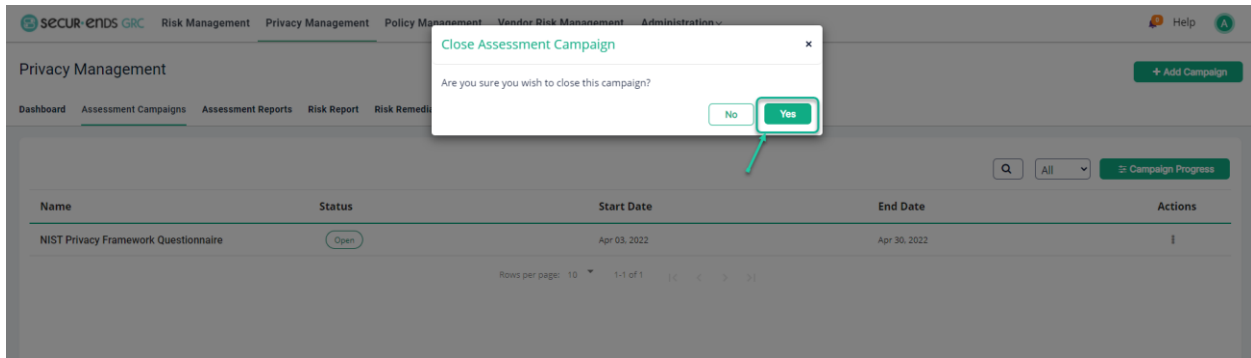 SECUR·ENDS GRC Risk Management Privacy Management Policy Management Vendor Risk Management Administration Help A
Close Assessment Campaign ×
Privacy Management
+ Add Campaign
Are you sure you wish to close this campaign?
Dashboard Assessment Campaigns Assessment Reports Risk Report Risk Remedia
No Yes
All Campaign Progress
Name Status Start Date End Date Actions
NIST Privacy Framework Questionnaire Open Apr 03, 2022 Apr 30, 2022
Rows per page: 10 1-1 of 1